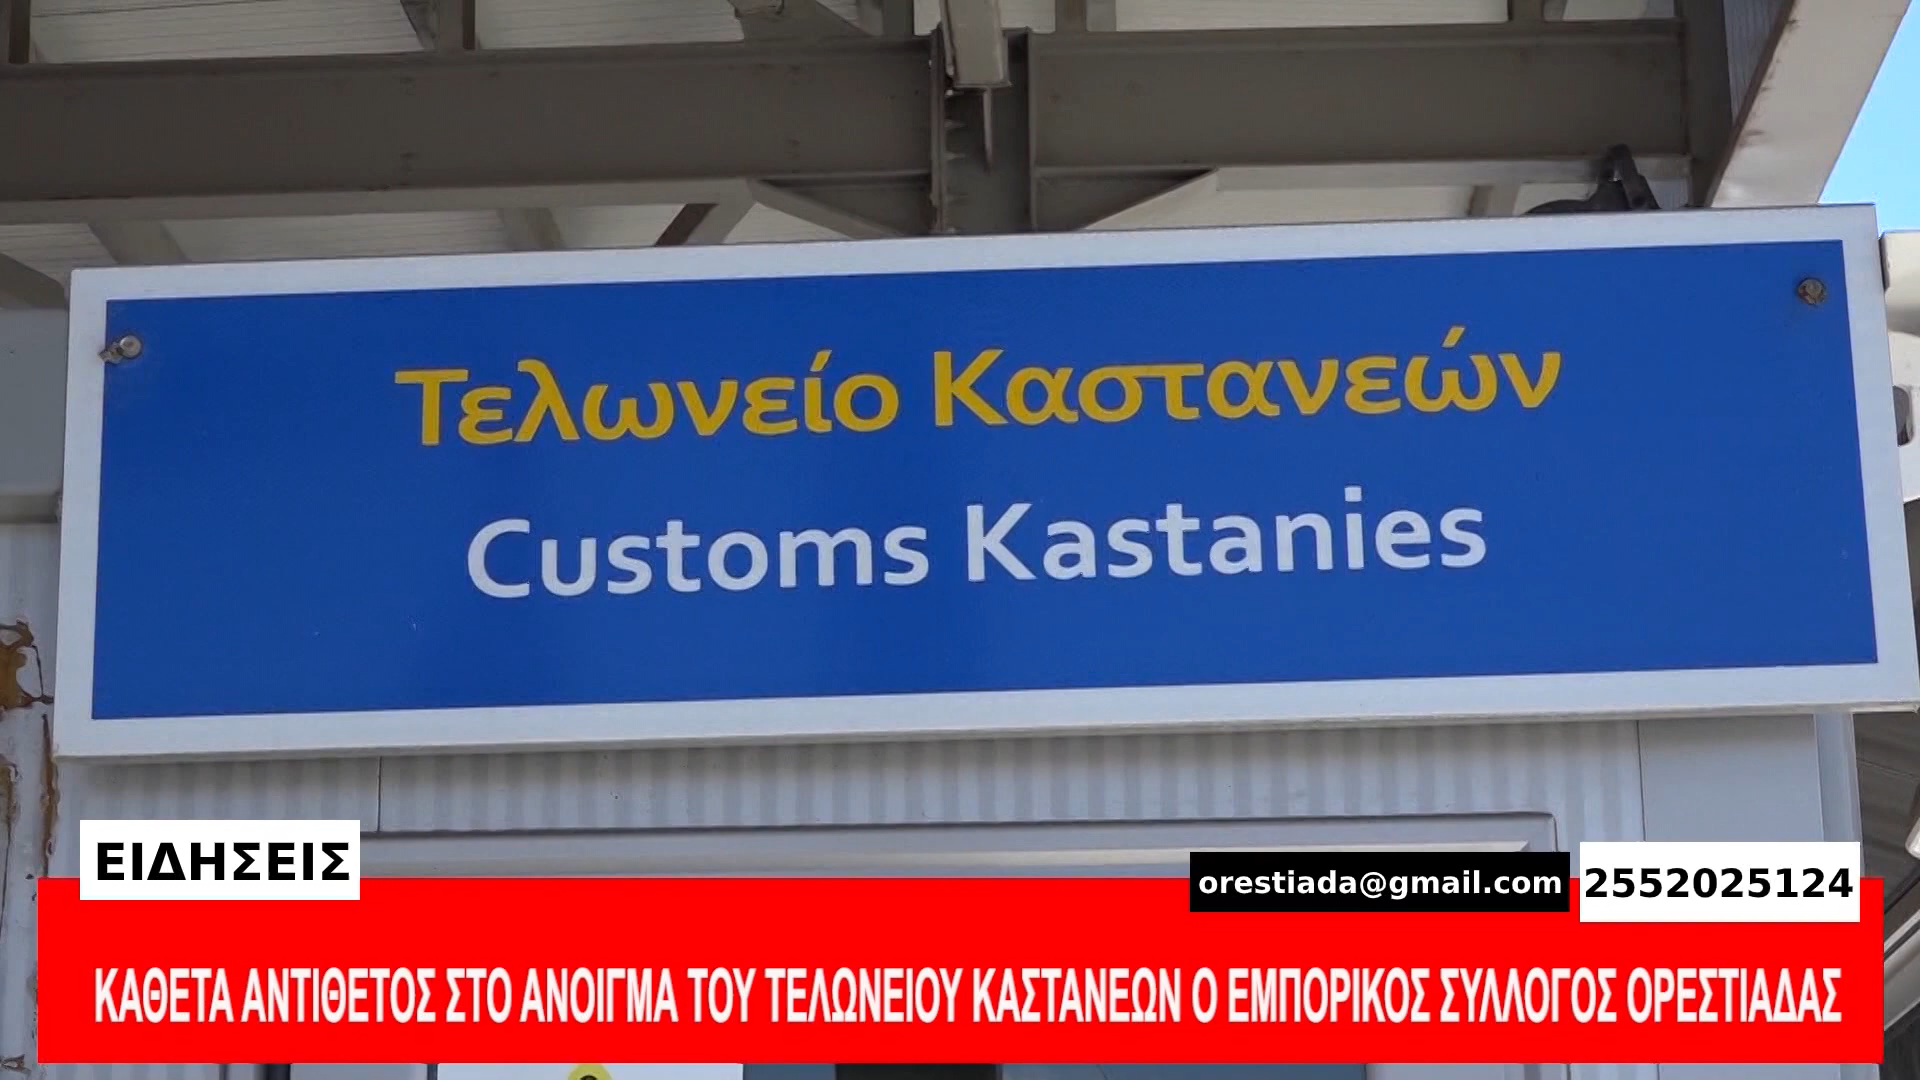 Τελωνείο Καστανεών
Customs Kastanies
ΕΙΔΗΣΕΙΣ
orestiada@gmail.com
2552025124
ΚΑΘΕΤΑ ΑΝΤΙΘΕΤΟΣ ΣΤΟ ΑΝΟΙΓΜΑ ΤΟΥ ΤΕΛΩΝΕΙΟΥ ΚΑΣΤΑΝΕΩΝ Ο ΕΜΠΟΡΙΚΟΣ ΣΥΛΛΟΓΟΣ ΟΡΕΣΤΙΑΔΑΣ